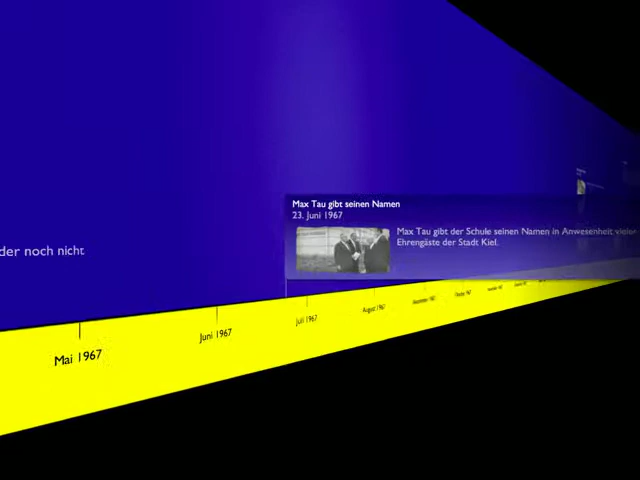 Max Tau gibt seinen Namen
23. Juni 1967
Max Tau gibt der Schule seinen Namen in Anwesenheit vieler
Ehrengäste der Stadt Kiel.
der noch nicht
Mai 1967
Juni 1967
Juli 1967
August 1967